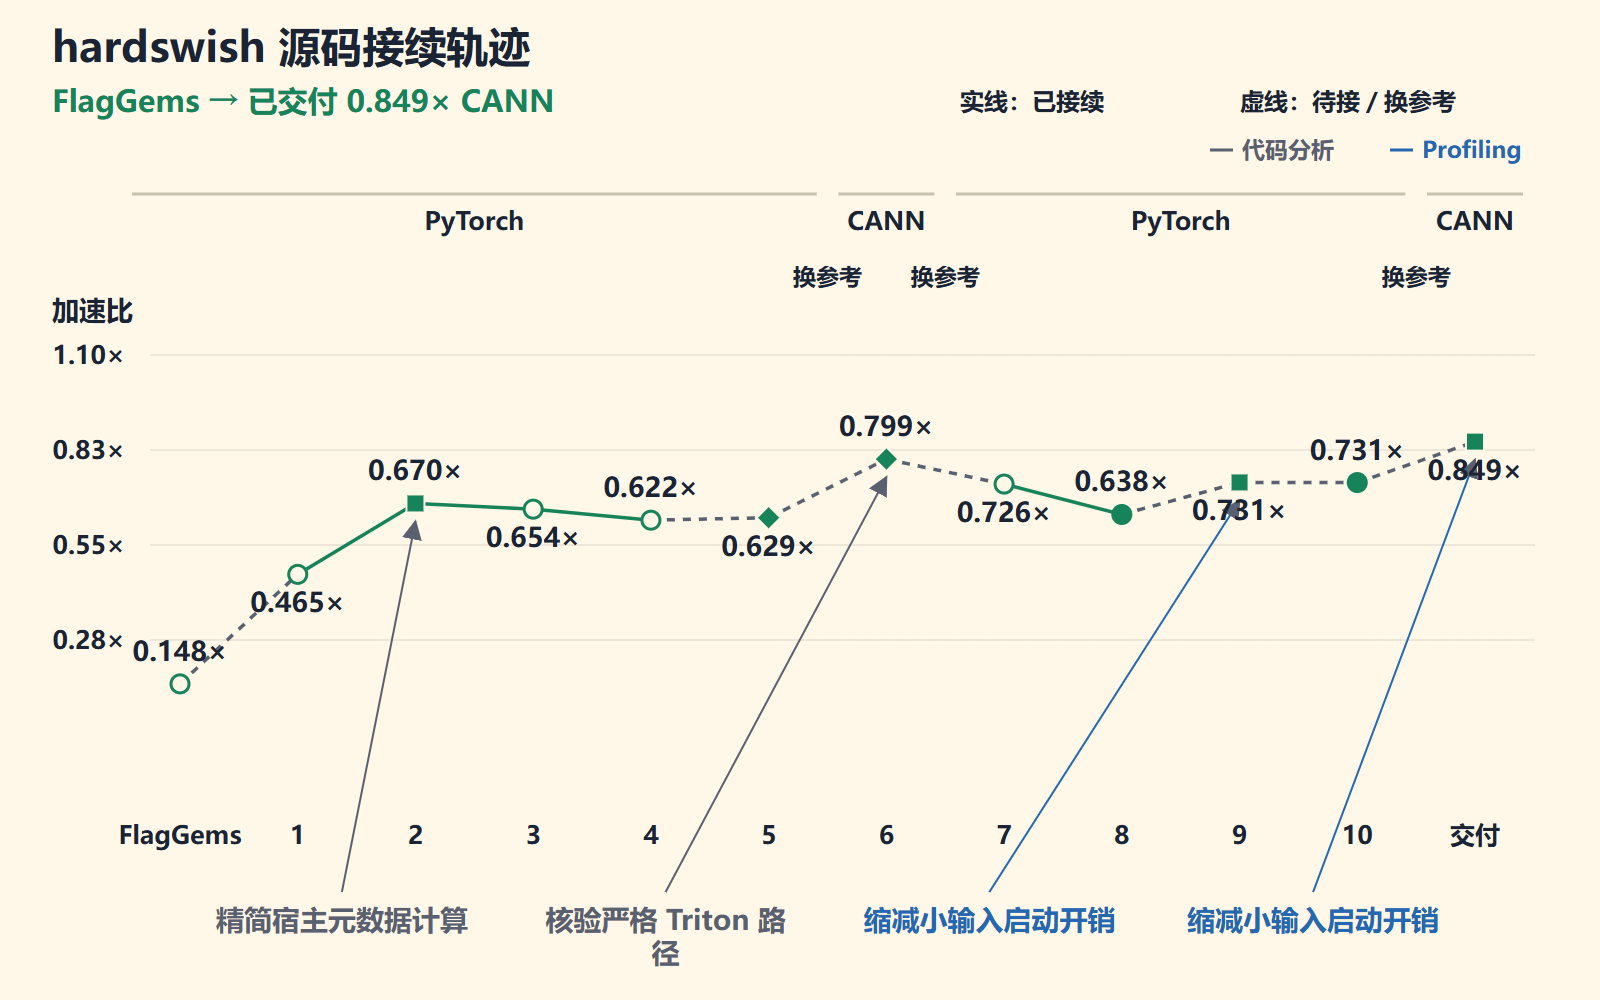 hardswish 源码接续轨迹
FlagGems → 已交付 0.849× CANN
实线：已接续
虚线：待接 / 换参考
代码分析
Profiling
PyTorch
CANN
PyTorch
CANN
换参考
换参考
换参考
加速比
1.10×
0.83×
0.55×
0.28×
0.148×
0.465×
0.670×
0.654×
0.622×
0.629×
0.799×
0.726×
0.638×
0.731×
0.731×
0.849×
FlagGems
1
2
3
4
5
6
7
8
9
10
交付
精简宿主元数据计算
核验严格 Triton 路
径
缩减小输入启动开销
缩减小输入启动开销